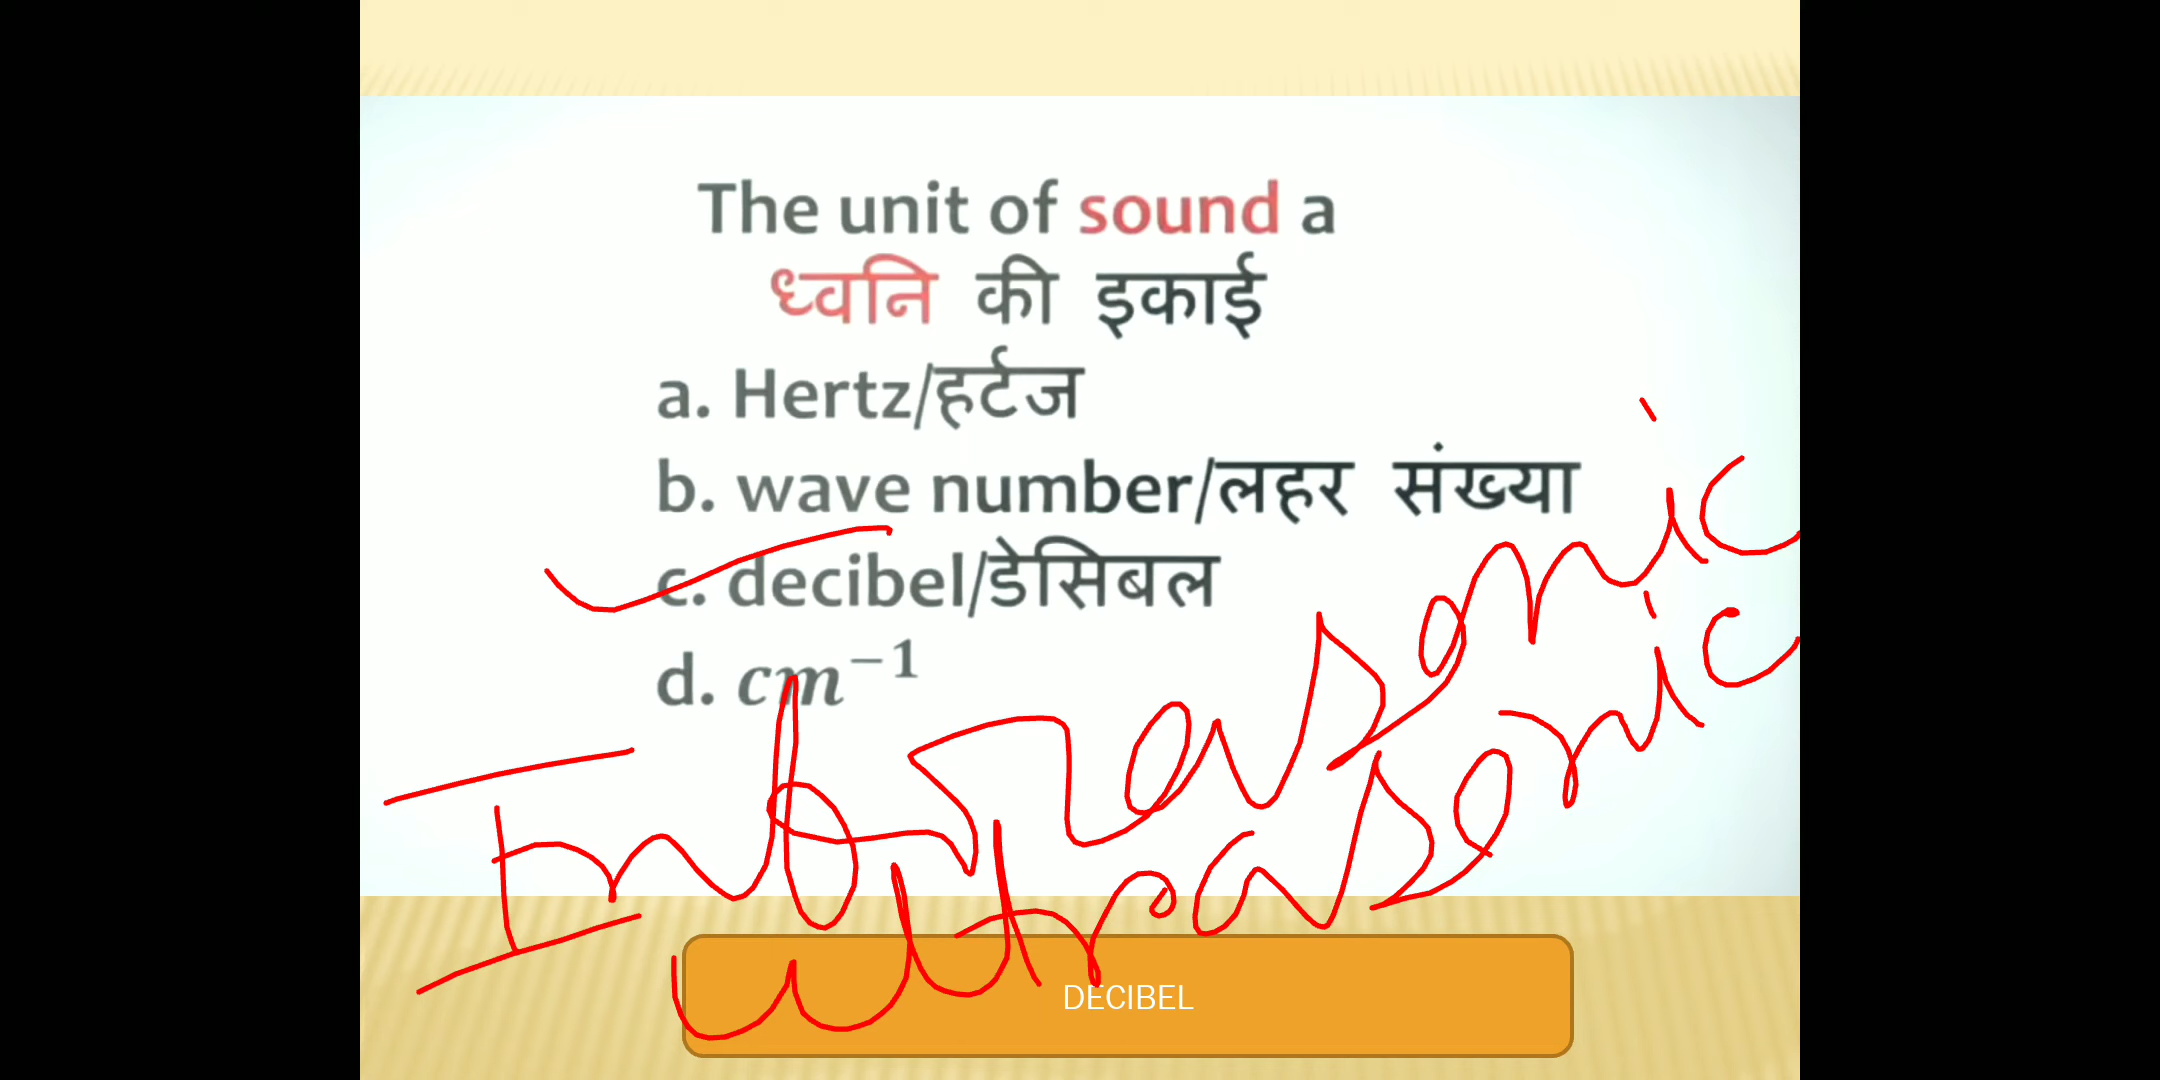 The unit of sound a
ध्वनि की इकाई
a. Hertz/हर्टज
b. wave number/लहर संख्या
c. decibel/डेसिबल
d. cm⁻¹
Infrasonic
ultrasonic
DECIBEL